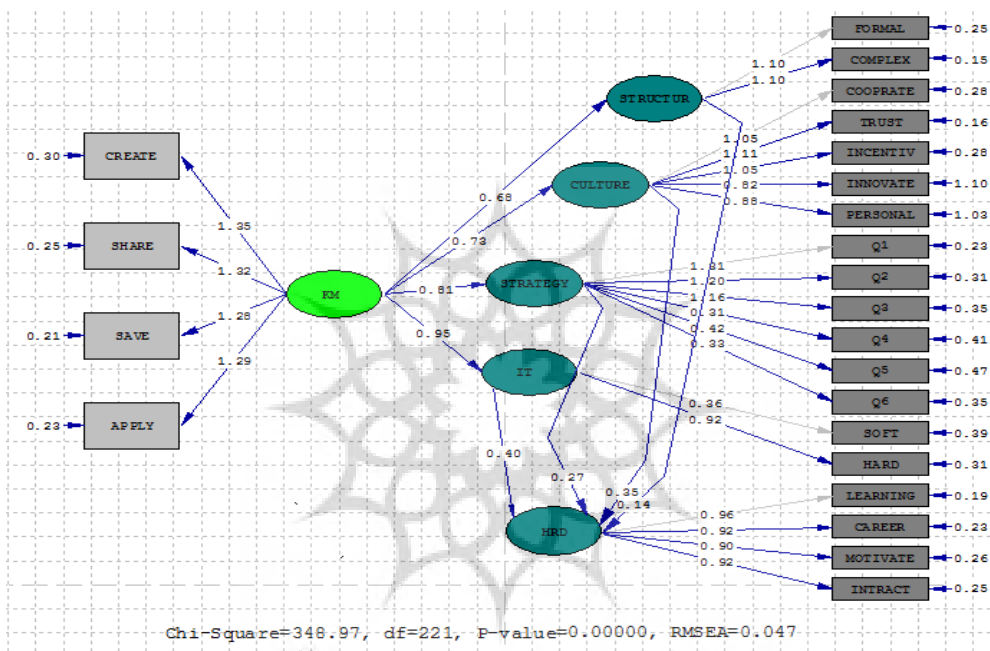 FORMAL
0.25
COMPLEX
0.15
1.10
1.10
COOPRATE
0.28
STRUCTUR
TRUST
0.16
1.05
1.11
1.05
0.82
0.88
INCENTIV
0.28
0.30
CREATE
CULTURE
INNOVATE
1.10
0.68
PERSONAL
1.03
1.35
0.73
0.25
SHARE
Q1
0.23
1.32
1.20
1.16
0.31
0.42
0.33
Q2
0.31
KM
0.81
STRATEGY
Q3
0.35
1.28
0.21
SAVE
0.95
Q4
0.41
1.29
IT
Q5
0.47
Q6
0.35
0.36
0.92
0.23
APPLY
SOFT
0.39
0.40
HARD
0.31
0.27
0.35
0.14
LEARNING
0.19
0.96
0.92
0.90
0.92
HRD
CAREER
0.23
MOTIVATE
0.26
INTRACT
0.25
Chi-Square=348.97, df=221, P-value=0.00000, RMSEA=0.047